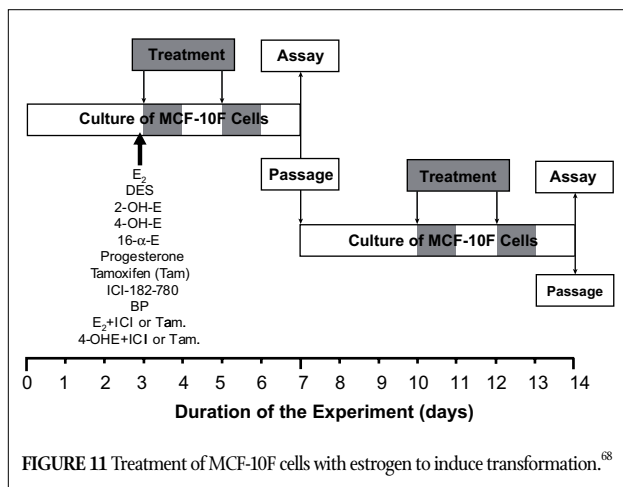 Treatment
Assay
Culture of MCF-10F Cells
E₂
DES
2-OH-E
4-OH-E
16-α-E
Progesterone
Tamoxifen (Tam)
ICI-182-780
BP
E₂+ICI or Tam.
4-OHE+ICI or Tam.
Passage
Treatment
Assay
Culture of MCF-10F Cells
Passage
0 1 2 3 4 5 6 7 8 9 10 11 12 13 14
Duration of the Experiment (days)
FIGURE 11 Treatment of MCF-10F cells with estrogen to induce transformation.⁶⁸